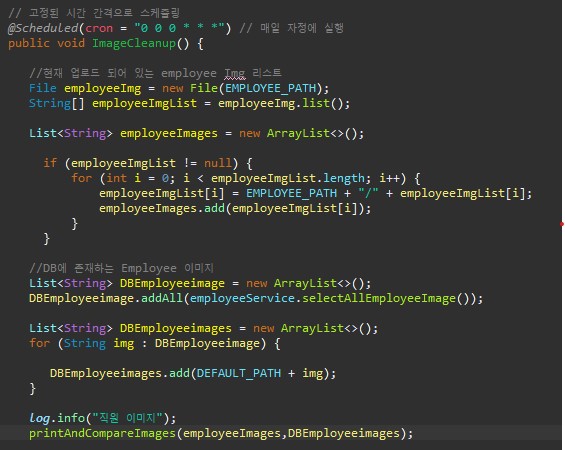 // 고정된 시간 간격으로 스케쥴링
@Scheduled(cron = "0 0 0 * * *") // 매일 자정에 실행
public void ImageCleanup() {
//현재 업로드 되어 있는 employee Img 리스트
File employeeImg = new File(EMPLOYEE_PATH);
String[] employeeImgList = employeeImg.list();
List<String> employeeImages = new ArrayList<>();
if (employeeImgList != null) {
for (int i = 0; i < employeeImgList.length; i++) {
employeeImgList[i] = EMPLOYEE_PATH + "/" + employeeImgList[i];
employeeImages.add(employeeImgList[i]);
}
}
//DB에 존재하는 Employee 이미지
List<String> DBEmployeeimage = new ArrayList<>();
DBEmployeeimage.addAll(employeeService.selectAllEmployeeImage());
List<String> DBEmployeeimages = new ArrayList<>();
for (String img : DBEmployeeimage) {
DBEmployeeimages.add(DEFAULT_PATH + img);
}
log.info("직원 이미지");
printAndCompareImages(employeeImages,DBEmployeeimages);